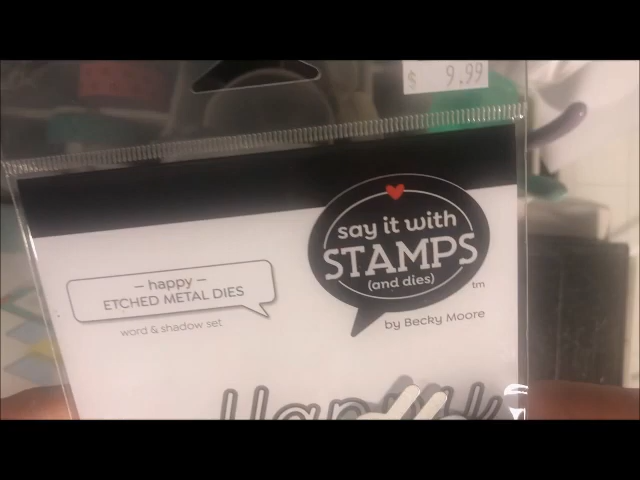 $ 9.99
say it with
STAMPS
(and dies)
tm
by Becky Moore
— happy —
ETCHED METAL DIES
word & shadow set
Happy